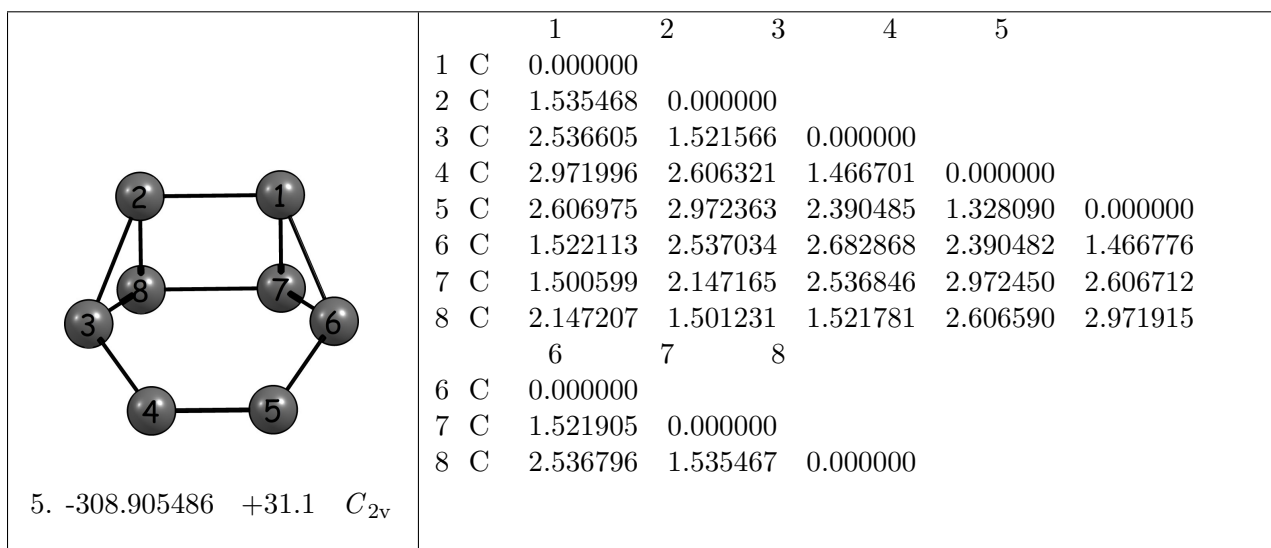 2 1
8 7
3 6
4 5
5. -308.905486 +31.1 C2v
1 2 3 4 5
1 C 0.000000
2 C 1.535468 0.000000
3 C 2.536605 1.521566 0.000000
4 C 2.971996 2.606321 1.466701 0.000000
5 C 2.606975 2.972363 2.390485 1.328090 0.000000
6 C 1.522113 2.537034 2.682868 2.390482 1.466776
7 C 1.500599 2.147165 2.536846 2.972450 2.606712
8 C 2.147207 1.501231 1.521781 2.606590 2.971915
6 7 8
6 C 0.000000
7 C 1.521905 0.000000
8 C 2.536796 1.535467 0.000000